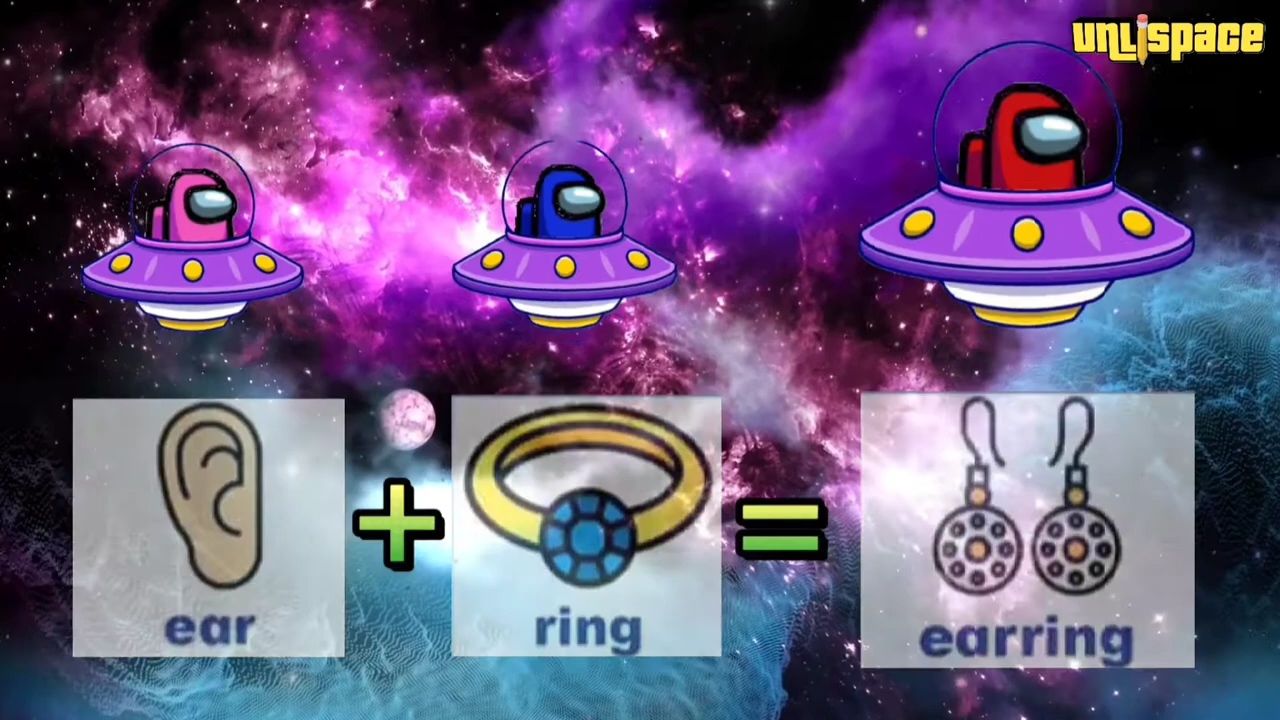 UNLISPACE
+
=
ear
ring
earring